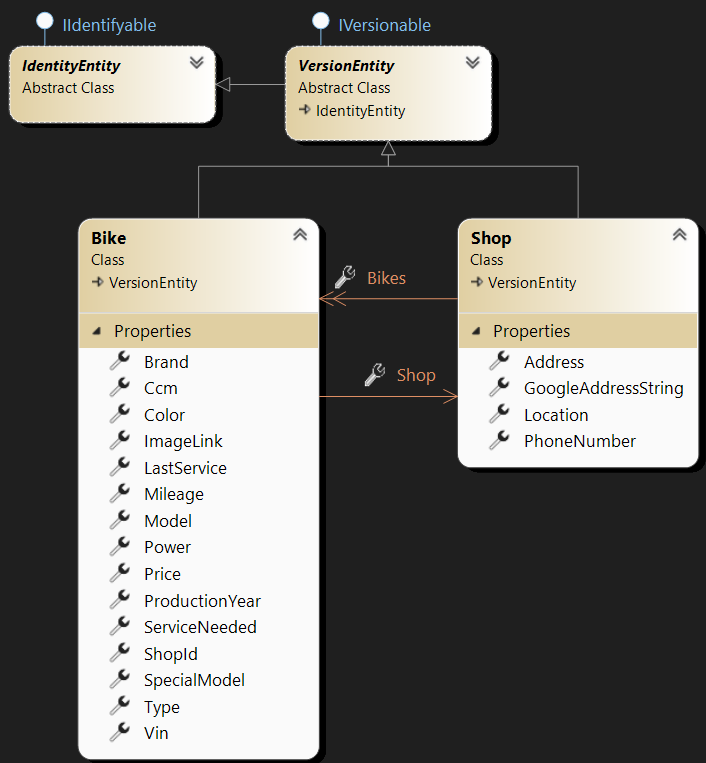 IIdentifyable
IVersionable
IdentityEntity
Abstract Class
VersionEntity
Abstract Class
IdentityEntity
Bike
Class
VersionEntity
Properties
Brand
Ccm
Color
ImageLink
LastService
Mileage
Model
Power
Price
ProductionYear
ServiceNeeded
ShopId
SpecialModel
Type
Vin
Bikes
Shop
Shop
Class
VersionEntity
Properties
Address
GoogleAddressString
Location
PhoneNumber